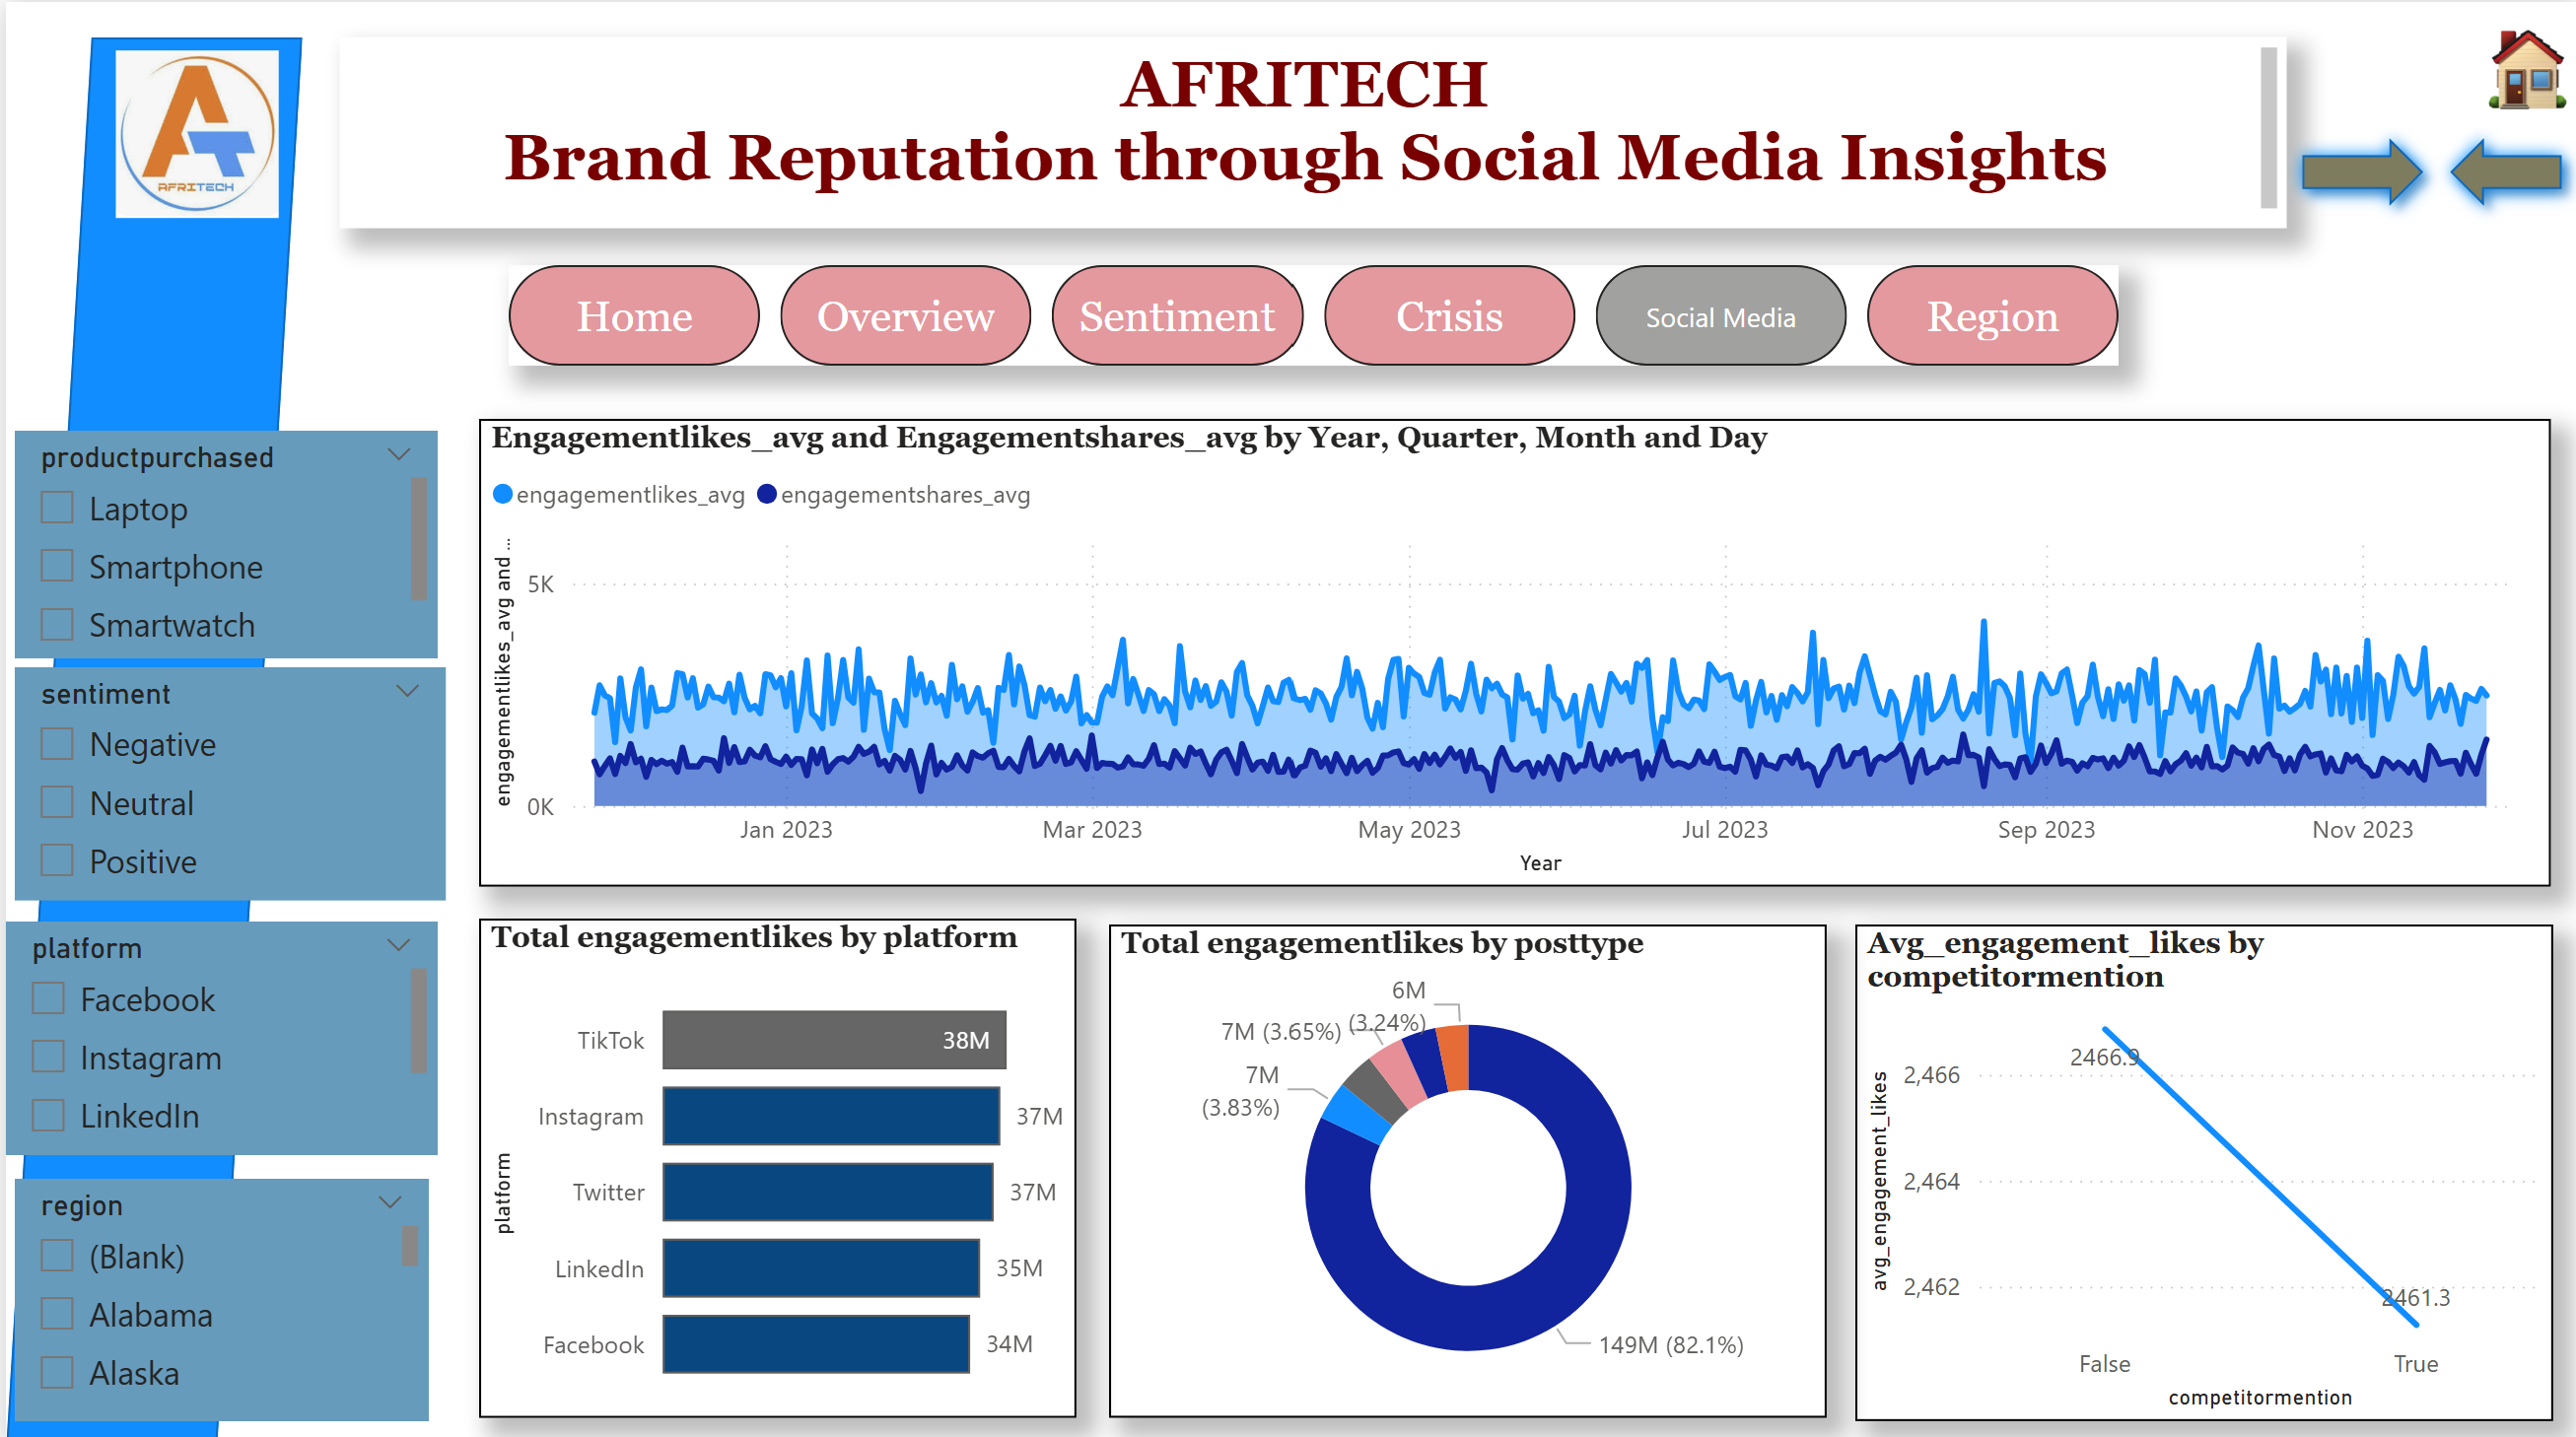 AFRITECH
AFRITECH
Brand Reputation through Social Media Insights
Home
Overview
Sentiment
Crisis
Social Media
Region
productpurchased
Laptop
Smartphone
Smartwatch
sentiment
Negative
Neutral
Positive
platform
Facebook
Instagram
LinkedIn
region
(Blank)
Alabama
Alaska
Engagementlikes_avg and Engagementshares_avg by Year, Quarter, Month and Day
engagementlikes_avg
engagementshares_avg
engagementlikes_avg and ...
5K
0K
Jan 2023
Mar 2023
May 2023
Jul 2023
Sep 2023
Nov 2023
Year
Total engagementlikes by platform
platform
TikTok
38M
Instagram
37M
Twitter
37M
LinkedIn
35M
Facebook
34M
Total engagementlikes by posttype
6M
(3.24%)
7M (3.65%)
7M
(3.83%)
149M (82.1%)
Avg_engagement_likes by
competitormention
avg_engagement_likes
2,466
2,464
2,462
2466.9
2461.3
False
True
competitormention